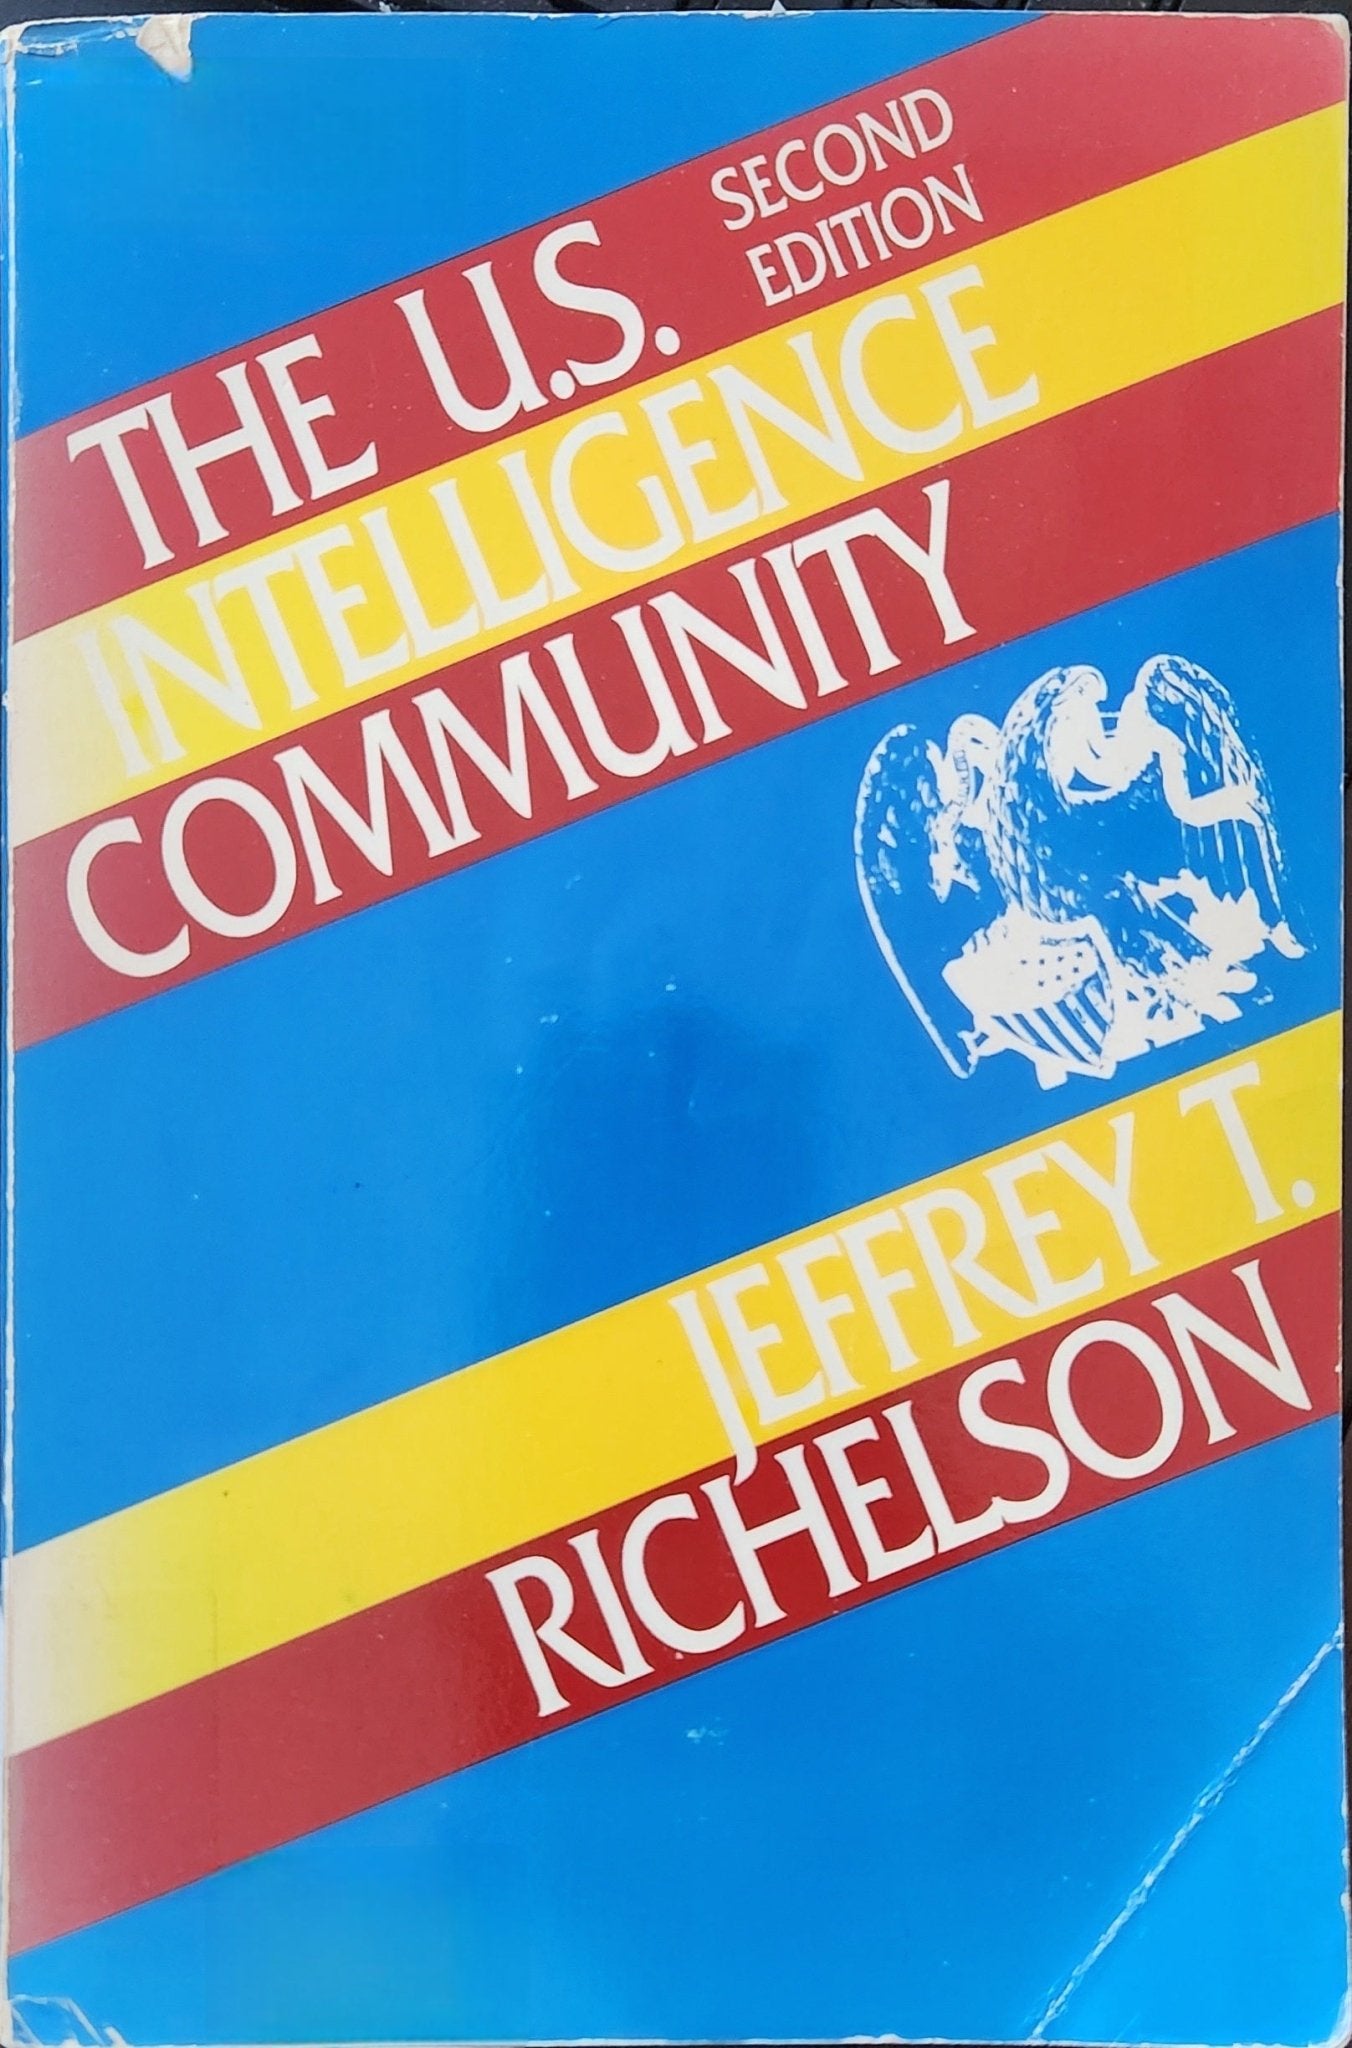 THE U.S.
SECOND
EDITION
INTELLIGENCE
COMMUNITY
JEFFREY T.
RICHELSON